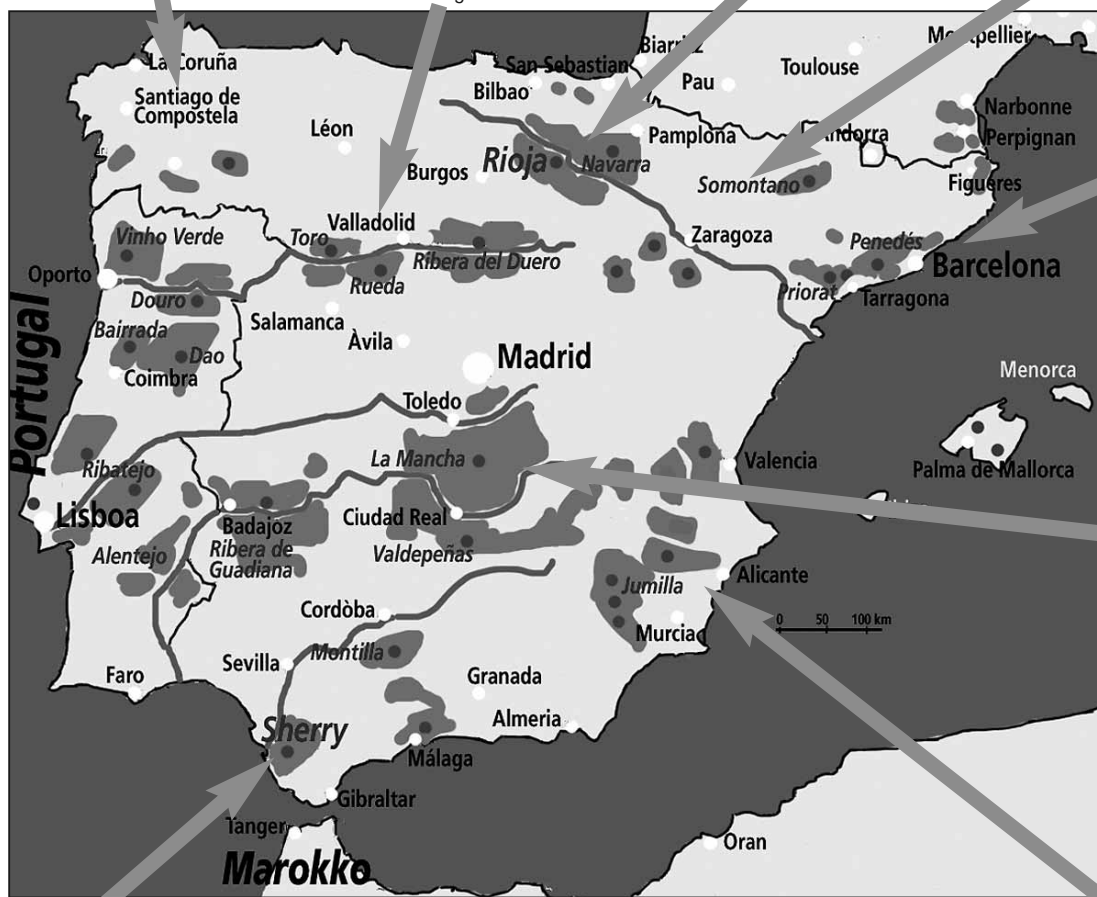 g
Biarritz
Montpellier
La Coruña
San Sebastian
Toulouse
Pau
Bilbao
Santiago de
Compostela
Narbonne
Léon
Pamplona
Andorra
Perpignan
Rioja
Navarra
Burgos
Somontano
Figuéres
Valladolid
Vinho Verde
Toro
Zaragoza
Penedés
Oporto
Ribera del Duero
Barcelona
Rueda
Priorat
Douro
Tarragona
Salamanca
Bairrada
Àvila
Dao
Madrid
Coimbra
Menorca
Portugal
Toledo
La Mancha
Valencia
Ribatejo
Palma de Mallorca
Lisboa
Badajoz
Ciudad Real
Ribera de
Guadiana
Valdepeñas
Alentejo
Alicante
Jumilla
Cordòba
0 50 100 km
Murcia
Montilla
Sevilla
Faro
Granada
Almeria
Sherry
Málaga
Gibraltar
Tanger
Oran
Marokko